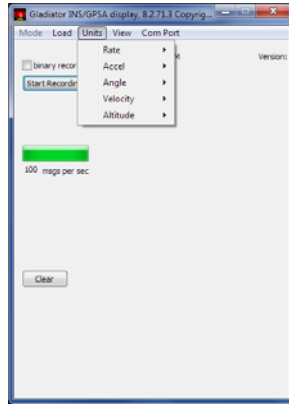 Gladiator INS/GPSA display, 8.2.71.3 Copyrig...
Mode Load Units View Com Port
Rate
Version:
binary recor
Accel
Start Recordin
Angle
Velocity
Altitude
100 msgs per sec
Clear